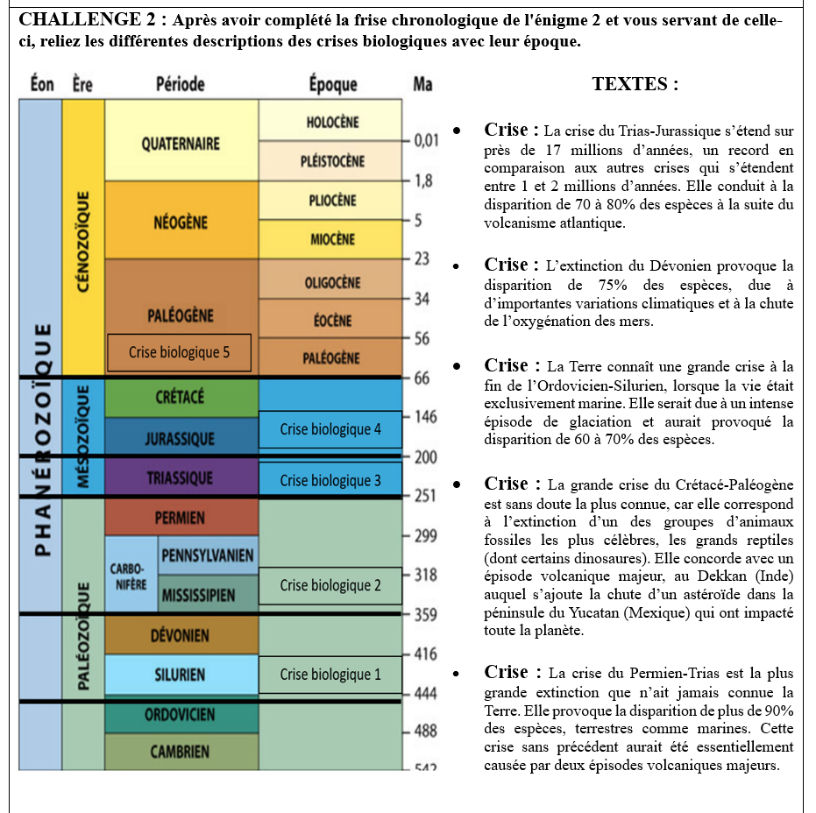 CHALLENGE 2 : Après avoir complété la frise chronologique de l'énigme 2 et vous servant de celle-
ci, reliez les différentes descriptions des crises biologiques avec leur époque.
Éon Ère Période Époque Ma
PHANÉROZOÏQUE
CÉNOZOÏQUE
QUATERNAIRE
HOLOCÈNE
0,01
PLÉISTOCÈNE
1,8
NÉOGÈNE
PLIOCÈNE
5
MIOCÈNE
23
PALÉOGÈNE
Crise biologique 5
OLIGOCÈNE
34
ÉOCÈNE
56
PALÉOGÈNE
66
MÉSOZOÏQUE
CRÉTACÉ
146
Crise biologique 4
JURASSIQUE
200
TRIASSIQUE
Crise biologique 3
251
PALÉOZOÏQUE
PERMIEN
299
CARBO-
NIFÈRE
PENNSYLVANIEN
318
MISSISSIPIEN
Crise biologique 2
359
DÉVONIEN
416
SILURIEN
Crise biologique 1
444
ORDOVICIEN
488
CAMBRIEN
542
TEXTES :
• Crise : La crise du Trias-Jurassique s’étend sur
près de 17 millions d’années, un record en
comparaison aux autres crises qui s’étendent
entre 1 et 2 millions d’années. Elle conduit à la
disparition de 70 à 80% des espèces à la suite du
volcanisme atlantique.
• Crise : L’extinction du Dévonien provoque la
disparition de 75% des espèces, due à
d’importantes variations climatiques et à la chute
de l’oxygénation des mers.
• Crise : La Terre connaît une grande crise à la
fin de l’Ordovicien-Silurien, lorsque la vie était
exclusivement marine. Elle serait due à un intense
épisode de glaciation et aurait provoqué la
disparition de 60 à 70% des espèces.
• Crise : La grande crise du Crétacé-Paléogène
est sans doute la plus connue, car elle correspond
à l’extinction d’un des groupes d’animaux
fossiles les plus célèbres, les grands reptiles
(dont certains dinosaures). Elle concorde avec un
épisode volcanique majeur, au Dekkan (Inde)
auquel s’ajoute la chute d’un astéroïde dans la
péninsule du Yucatan (Mexique) qui ont impacté
toute la planète.
• Crise : La crise du Permien-Trias est la plus
grande extinction que n’ait jamais connue la
Terre. Elle provoque la disparition de plus de 90%
des espèces, terrestres comme marines. Cette
crise sans précédent aurait été essentiellement
causée par deux épisodes volcaniques majeurs.